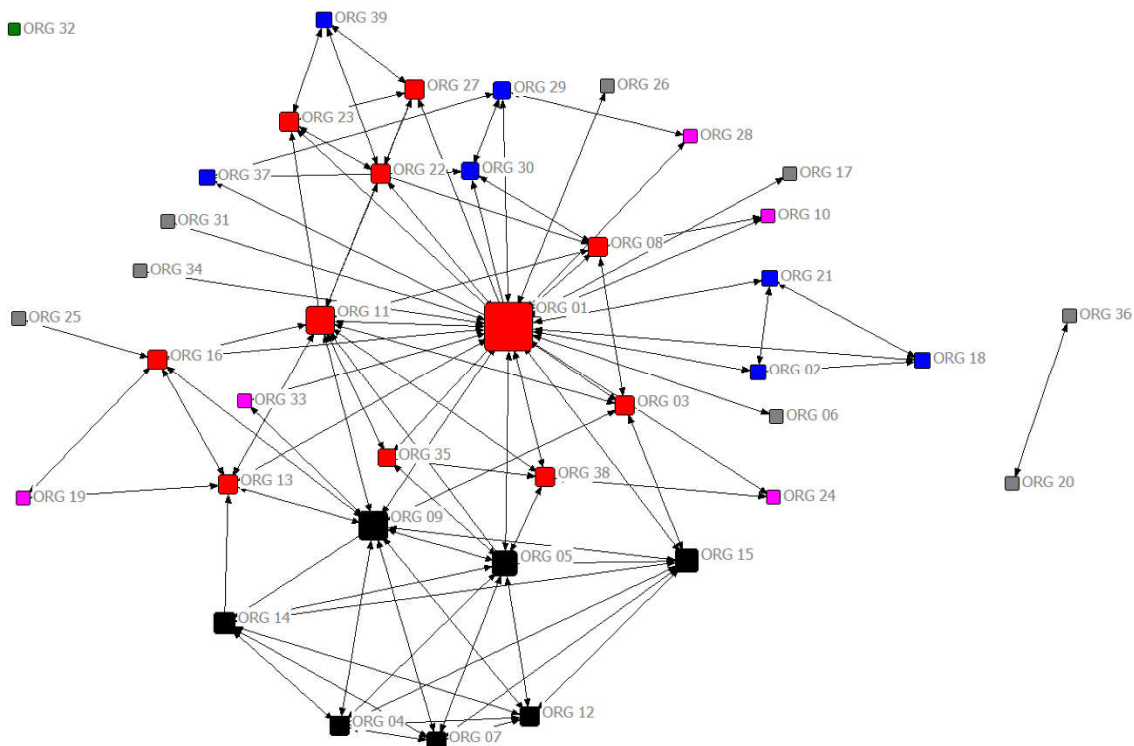 ORG 39
ORG 32
ORG 27
ORG 29
ORG 26
ORG 23
ORG 28
ORG 22
ORG 30
ORG 17
ORG 37
ORG 10
ORG 31
ORG 08
ORG 34
ORG 21
ORG 01
ORG 11
ORG 25
ORG 36
ORG 16
ORG 18
ORG 02
ORG 33
ORG 03
ORG 06
ORG 35
ORG 38
ORG 13
ORG 20
ORG 19
ORG 24
ORG 09
ORG 05
ORG 15
ORG 14
ORG 12
ORG 04
ORG 07